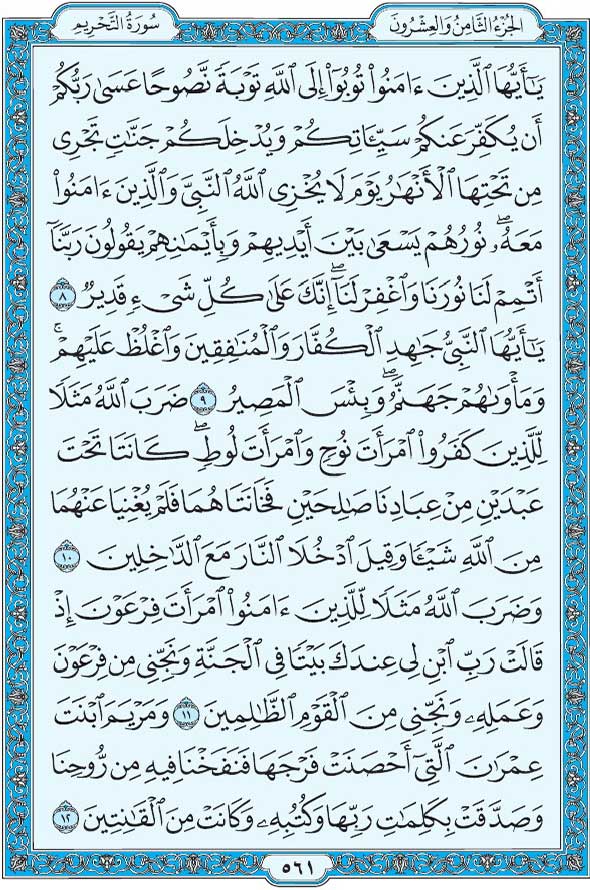 الجزء الثامن والعشرون
سورة التحريم
يَٰٓأَيُّهَا ٱلَّذِينَ ءَامَنُوا۟ تُوبُوٓا۟ إِلَى ٱللَّهِ تَوْبَةً نَّصُوحًا عَسَىٰ رَبُّكُمْ
أَن يُكَفِّرَ عَنكُمْ سَيِّـَٔاتِكُمْ وَيُدْخِلَكُمْ جَنَّٰتٍ تَجْرِى
مِن تَحْتِهَا ٱلْأَنْهَٰرُ يَوْمَ لَا يُخْزِى ٱللَّهُ ٱلنَّبِىَّ وَٱلَّذِينَ ءَامَنُوا۟
مَعَهُۥ ۖ نُورُهُمْ يَسْعَىٰ بَيْنَ أَيْدِيهِمْ وَبِأَيْمَٰنِهِمْ يَقُولُونَ رَبَّنَآ
أَتْمِمْ لَنَا نُورَنَا وَٱغْفِرْ لَنَآ ۖ إِنَّكَ عَلَىٰ كُلِّ شَىْءٍ قَدِيرٌ ٨
يَٰٓأَيُّهَا ٱلنَّبِىُّ جَٰهِدِ ٱلْكُفَّارَ وَٱلْمُنَٰفِقِينَ وَٱغْلُظْ عَلَيْهِمْ ۚ
وَمَأْوَىٰهُمْ جَهَنَّمُ ۖ وَبِئْسَ ٱلْمَصِيرُ ٩ ضَرَبَ ٱللَّهُ مَثَلًا
لِّلَّذِينَ كَفَرُوا۟ ٱمْرَأَتَ نُوحٍ وَٱمْرَأَتَ لُوطٍ ۖ كَانَتَا تَحْتَ
عَبْدَيْنِ مِنْ عِبَادِنَا صَٰلِحَيْنِ فَخَانَتَاهُمَا فَلَمْ يُغْنِيَا عَنْهُمَا
مِنَ ٱللَّهِ شَيْـًٔا وَقِيلَ ٱدْخُلَا ٱلنَّارَ مَعَ ٱلدَّٰخِلِينَ ١٠
وَضَرَبَ ٱللَّهُ مَثَلًا لِّلَّذِينَ ءَامَنُوا۟ ٱمْرَأَتَ فِرْعَوْنَ إِذْ
قَالَتْ رَبِّ ٱبْنِ لِى عِندَكَ بَيْتًا فِى ٱلْجَنَّةِ وَنَجِّنِى مِن فِرْعَوْنَ
وَعَمَلِهِۦ وَنَجِّنِى مِنَ ٱلْقَوْمِ ٱلظَّٰلِمِينَ ١١ وَمَرْيَمَ ٱبْنَتَ
عِمْرَٰنَ ٱلَّتِىٓ أَحْصَنَتْ فَرْجَهَا فَنَفَخْنَا فِيهِ مِن رُّوحِنَا
وَصَدَّقَتْ بِكَلِمَٰتِ رَبِّهَا وَكُتُبِهِۦ وَكَانَتْ مِنَ ٱلْقَٰنِتِينَ ١٢
٥٦١